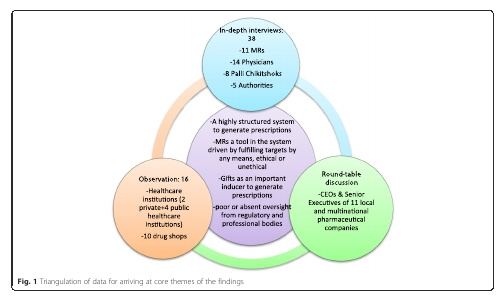 In-depth interviews:
38
-11 MRs
-14 Physicians
-8 Palli Chikitshoks
-5 Authorities
-A highly structured system
to generate prescriptions
-MRs a tool in the system
driven by fulfilling targets by
any means, ethical or
unethical
-Gifts as an important
inducer to generate
prescriptions
-poor or absent oversight
from regulatory and
professional bodies
Observation: 16
-Healthcare
institutions (2
private+4 public
healthcare
institutions)
-10 drug shops
Round-table
discussion
-CEOs & Senior
Executives of 11 local
and multinational
pharmaceutical
companies
Fig. 1 Triangulation of data for arriving at core themes of the findings